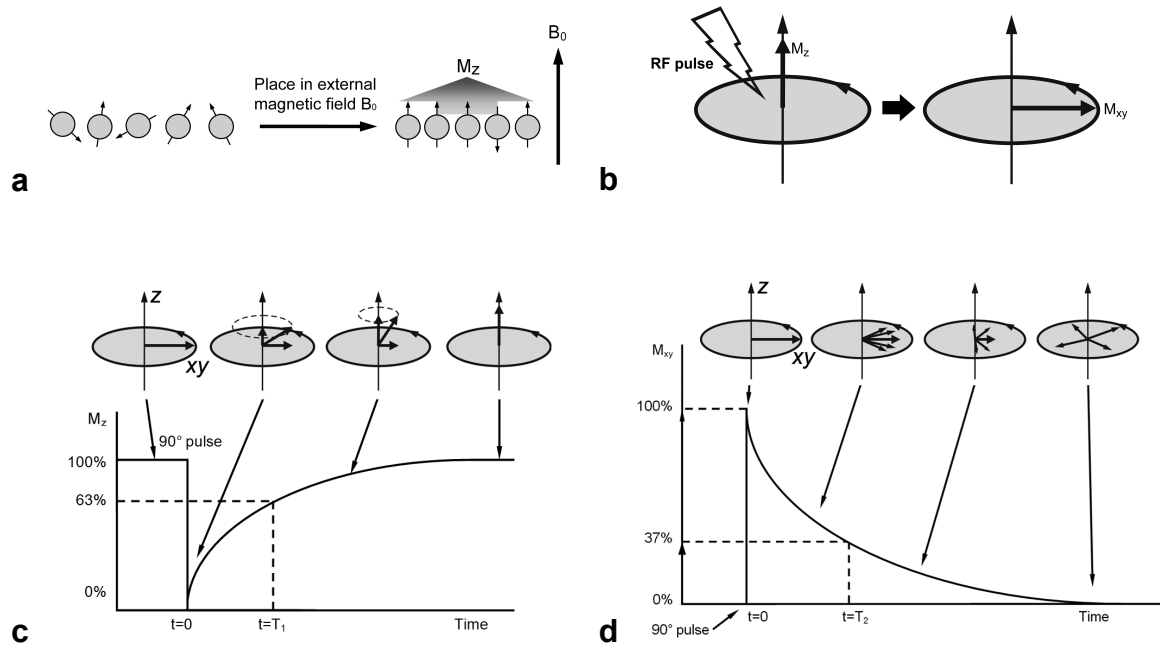 Place in external
magnetic field B₀
M_Z
B₀
a
RF pulse
M_z
M_xy
b
z
xy
M_z
90° pulse
100%
63%
0%
t=0
t=T₁
Time
c
z
xy
M_xy
100%
37%
0%
90° pulse
t=0
t=T₂
Time
d